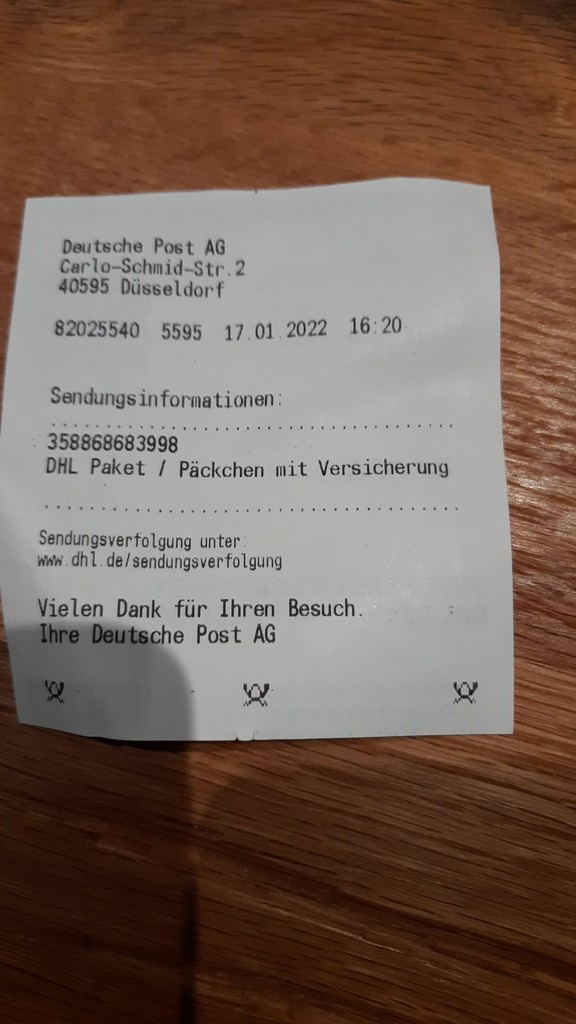 Deutsche Post AG
Carlo-Schmid-Str.2
40595 Düsseldorf
82025540 5595 17.01.2022 16:20
Sendungsinformationen:
358868683998
DHL Paket / Päckchen mit Versicherung
Sendungsverfolgung unter:
www.dhl.de/sendungsverfolgung
Vielen Dank für Ihren Besuch.
Ihre Deutsche Post AG